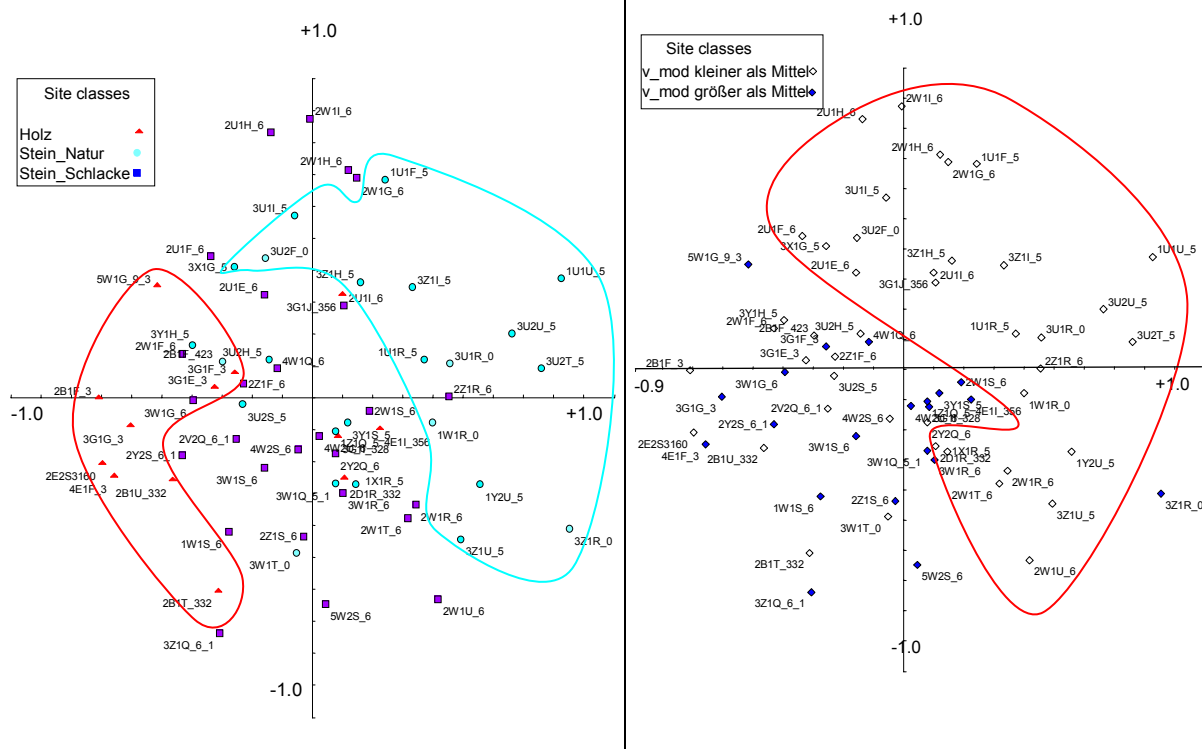 +1.0
Site classes
Holz
Stein_Natur
Stein_Schlacke
2W1I_6
2U1H_6
2W1H_6
1U1F_5
2W1G_6
3U1I_5
3U2F_0
2U1F_6
3X1G_5
5W1G_9_3
2U1E_6
3Z1H_5
3Z1I_5
1U1U_5
2U1I_6
3G1J_356
3Y1H_5
2W1F_6
2B1F_423
3U2H_5
3G1F_3
4W1Q_6
3U2U_5
1U1R_5
3U1R_0
3U2T_5
3G1E_3
2Z1F_6
2B1F_3
2Z1R_6
-1.0
+1.0
3W1G_6
3U2S_5
2W1S_6
3G1G_3
2V2Q_6_1
3Y1S_5
1W1R_0
1Z1Q_5
4E1I_356
2Y2S_6_1
4W2S_6
2E2S3160
4E1F_3
2B1U_332
3W1S_6
2Y2Q_6
1X1R_5
3W1Q_5_1
2D1R_332
3W1R_6
1Y2U_5
2W1R_6
2W1T_6
1W1S_6
2Z1S_6
3W1T_0
3Z1U_5
3Z1R_0
2B1T_332
5W2S_6
2W1U_6
3Z1Q_6_1
-1.0
+1.0
Site classes
v_mod kleiner als Mittel
v_mod größer als Mittel
2W1I_6
2U1H_6
2W1H_6
1U1F_5
2W1G_6
3U1I_5
2U1F_6
3U2F_0
3X1G_5
5W1G_9_3
2U1E_6
3Z1H_5
3Z1I_5
1U1U_5
2U1I_6
3G1J_356
3Y1H_5
2W1F_6
2B1F_423
3U2H_5
3G1F_3
4W1Q_6
3U2U_5
1U1R_5
3U1R_0
3U2T_5
3G1E_3
2Z1F_6
2B1F_3
2Z1R_6
-0.9
+1.0
3W1G_6
3U2S_5
2W1S_6
3G1G_3
2V2Q_6_1
3Y1S_5
1W1R_0
1Z1Q_5
4E1I_356
2Y2S_6_1
4W2S_6
2E2S3160
4E1F_3
2B1U_332
3W1S_6
2Y2Q_6
1X1R_5
3W1Q_5_1
2D1R_332
3W1R_6
1Y2U_5
2W1R_6
2W1T_6
1W1S_6
2Z1S_6
3W1T_0
3Z1U_5
3Z1R_0
2B1T_332
5W2S_6
2W1U_6
3Z1Q_6_1
-1.0